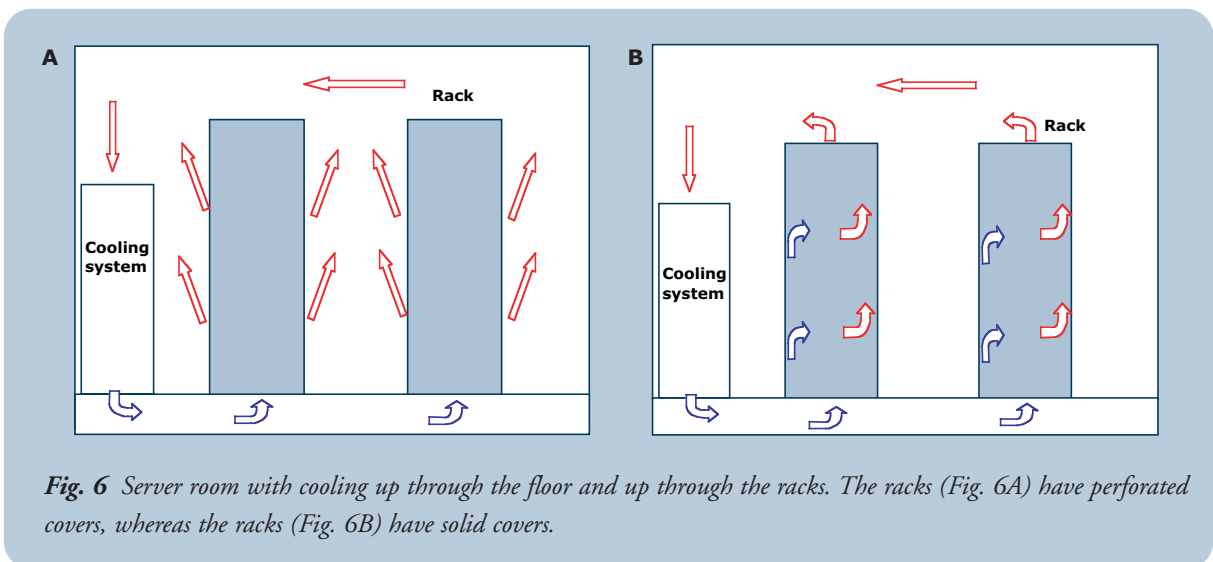 A
Rack
Cooling
system
B
Rack
Cooling
system
Fig. 6 Server room with cooling up through the floor and up through the racks. The racks (Fig. 6A) have perforated
covers, whereas the racks (Fig. 6B) have solid covers.